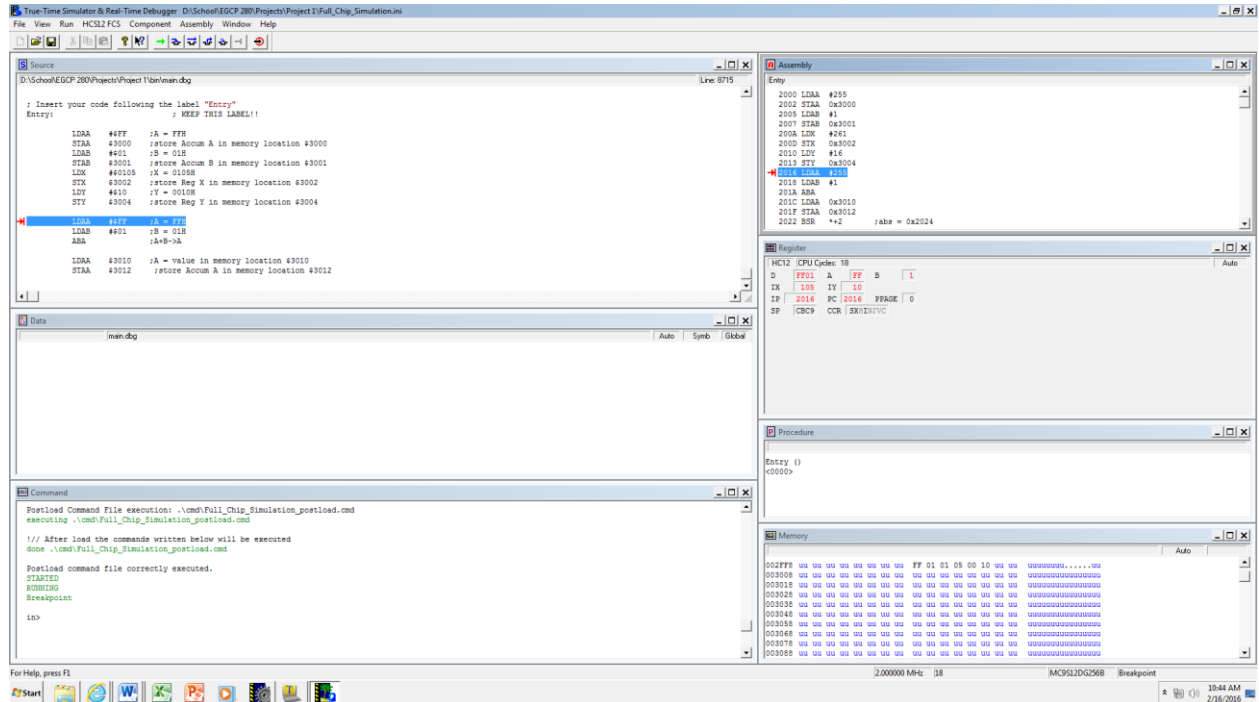 True-Time Simulator & Real-Time Debugger D:\School\EGCP 280\Projects\Project 1\Full_Chip_Simulation.ini
File View Run HCS12 FCS Component Assembly Window Help
Source
D:\School\EGCP 280\Projects\Project 1\bin\main.dbg Line: 8715
; Insert your code following the label "Entry"
Entry: ; KEEP THIS LABEL!!
LDAA #$FF ;A = FFH
STAA $3000 ;store Accum A in memory location $3000
LDAB #$01 ;B = 01H
STAB $3001 ;store Accum B in memory location $3001
LDX #$0105 ;X = 0105H
STX $3002 ;store Reg X in memory location $3002
LDY #$10 ;Y = 0010H
STY $3004 ;store Reg Y in memory location $3004
LDAA #$FF ;A = FFH
LDAB #$01 ;B = 01H
ABA ;A+B->A
LDAA $3010 ;A = value in memory location $3010
STAA $3012 ;store Accum A in memory location $3012
Assembly
Entry
2000 LDAA #255
2002 STAA 0x3000
2005 LDAB #1
2007 STAB 0x3001
200A LDX #261
200D STX 0x3002
2010 LDY #16
2013 STY 0x3004
2016 LDAA #255
2018 LDAB #1
201A ABA
201C LDAA 0x3010
201F STAA 0x3012
2022 BSR *+2 ;abs = 0x2024
Register
HC12 CPU Cycles: 18 Auto
D FF01 A FF B 1
IX 105 IY 10
IP 2016 PC 2016 PPAGE 0
SP CBC9 CCR SXHINZVC
Data
main.dbg Auto Symb Global
Procedure
Entry ()
<0000>
Command
Postload Command File execution: .\cmd\Full_Chip_Simulation_postload.cmd
executing .\cmd\Full_Chip_Simulation_postload.cmd
!// After load the commands written below will be executed
done .\cmd\Full_Chip_Simulation_postload.cmd
Postload command file correctly executed.
STARTED
RUNNING
Breakpoint
in>
Memory
Auto
002FF8 uu uu uu uu uu uu uu uu FF 01 01 05 00 10 uu uu uuuuuuuu......uu
003008 uu uu uu uu uu uu uu uu uu uu uu uu uu uu uu uu uuuuuuuuuuuuuuuu
003018 uu uu uu uu uu uu uu uu uu uu uu uu uu uu uu uu uuuuuuuuuuuuuuuu
003028 uu uu uu uu uu uu uu uu uu uu uu uu uu uu uu uu uuuuuuuuuuuuuuuu
003038 uu uu uu uu uu uu uu uu uu uu uu uu uu uu uu uu uuuuuuuuuuuuuuuu
003048 uu uu uu uu uu uu uu uu uu uu uu uu uu uu uu uu uuuuuuuuuuuuuuuu
003058 uu uu uu uu uu uu uu uu uu uu uu uu uu uu uu uu uuuuuuuuuuuuuuuu
003068 uu uu uu uu uu uu uu uu uu uu uu uu uu uu uu uu uuuuuuuuuuuuuuuu
003078 uu uu uu uu uu uu uu uu uu uu uu uu uu uu uu uu uuuuuuuuuuuuuuuu
003088 uu uu uu uu uu uu uu uu uu uu uu uu uu uu uu uu uuuuuuuuuuuuuuuu
For Help, press F1 2.000000 MHz 18 MC9S12DG256B Breakpoint
Start 10:44 AM
2/16/2016